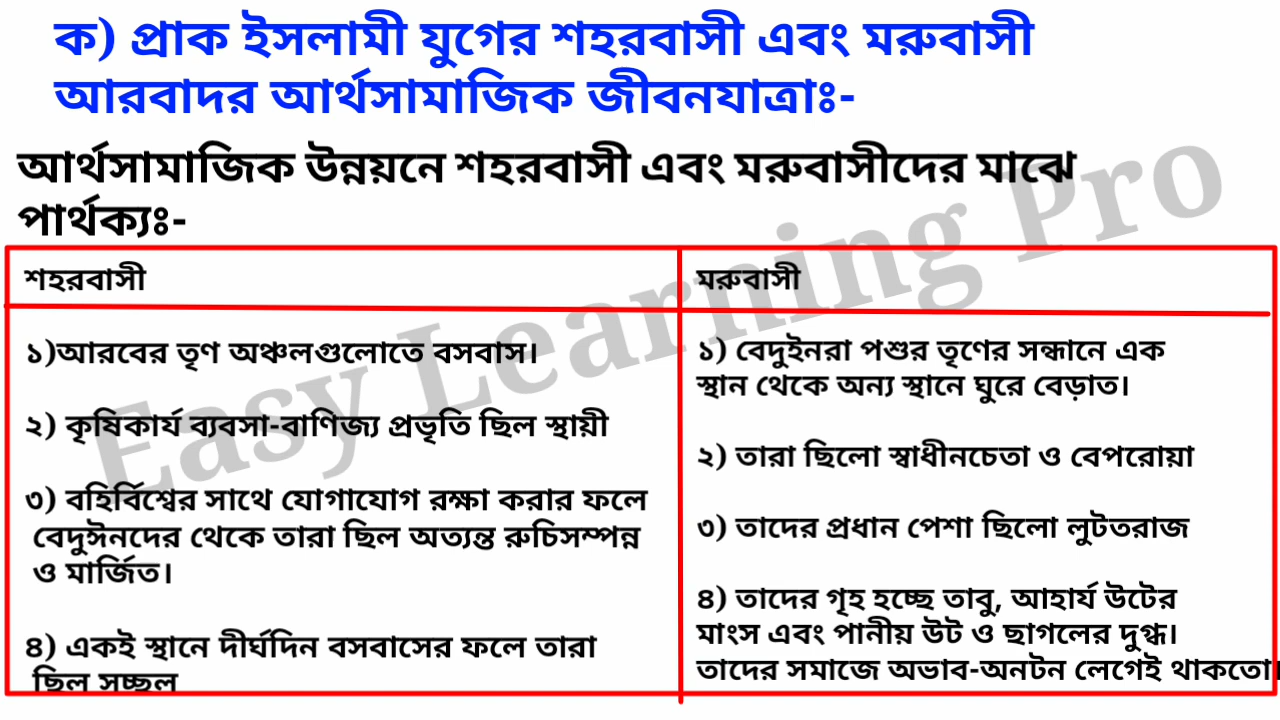 ক) প্রাক ইসলামী যুগের শহরবাসী এবং মরুবাসী
আরবাদর আর্থসামাজিক জীবনযাত্রাঃ-
আর্থসামাজিক উন্নয়নে শহরবাসী এবং মরুবাসীদের মাঝে
পার্থক্যঃ-
শহরবাসী
১)আরবের তৃণ অঞ্চলগুলোতে বসবাস।
২) কৃষিকার্য ব্যবসা-বাণিজ্য প্রভৃতি ছিল স্থায়ী
৩) বহির্বিশ্বের সাথে যোগাযোগ রক্ষা করার ফলে
বেদুঈনদের থেকে তারা ছিল অত্যন্ত রুচিসম্পন্ন
ও মার্জিত।
৪) একই স্থানে দীর্ঘদিন বসবাসের ফলে তারা
ছিল সচ্ছল
মরুবাসী
১) বেদুইনরা পশুর তৃণের সন্ধানে এক
স্থান থেকে অন্য স্থানে ঘুরে বেড়াত।
২) তারা ছিলো স্বাধীনচেতা ও বেপরোয়া
৩) তাদের প্রধান পেশা ছিলো লুটতরাজ
৪) তাদের গৃহ হচ্ছে তাবু, আহার্য উটের
মাংস এবং পানীয় উট ও ছাগলের দুগ্ধ।
তাদের সমাজে অভাব-অনটন লেগেই থাকতো।
Easy Learning Pro